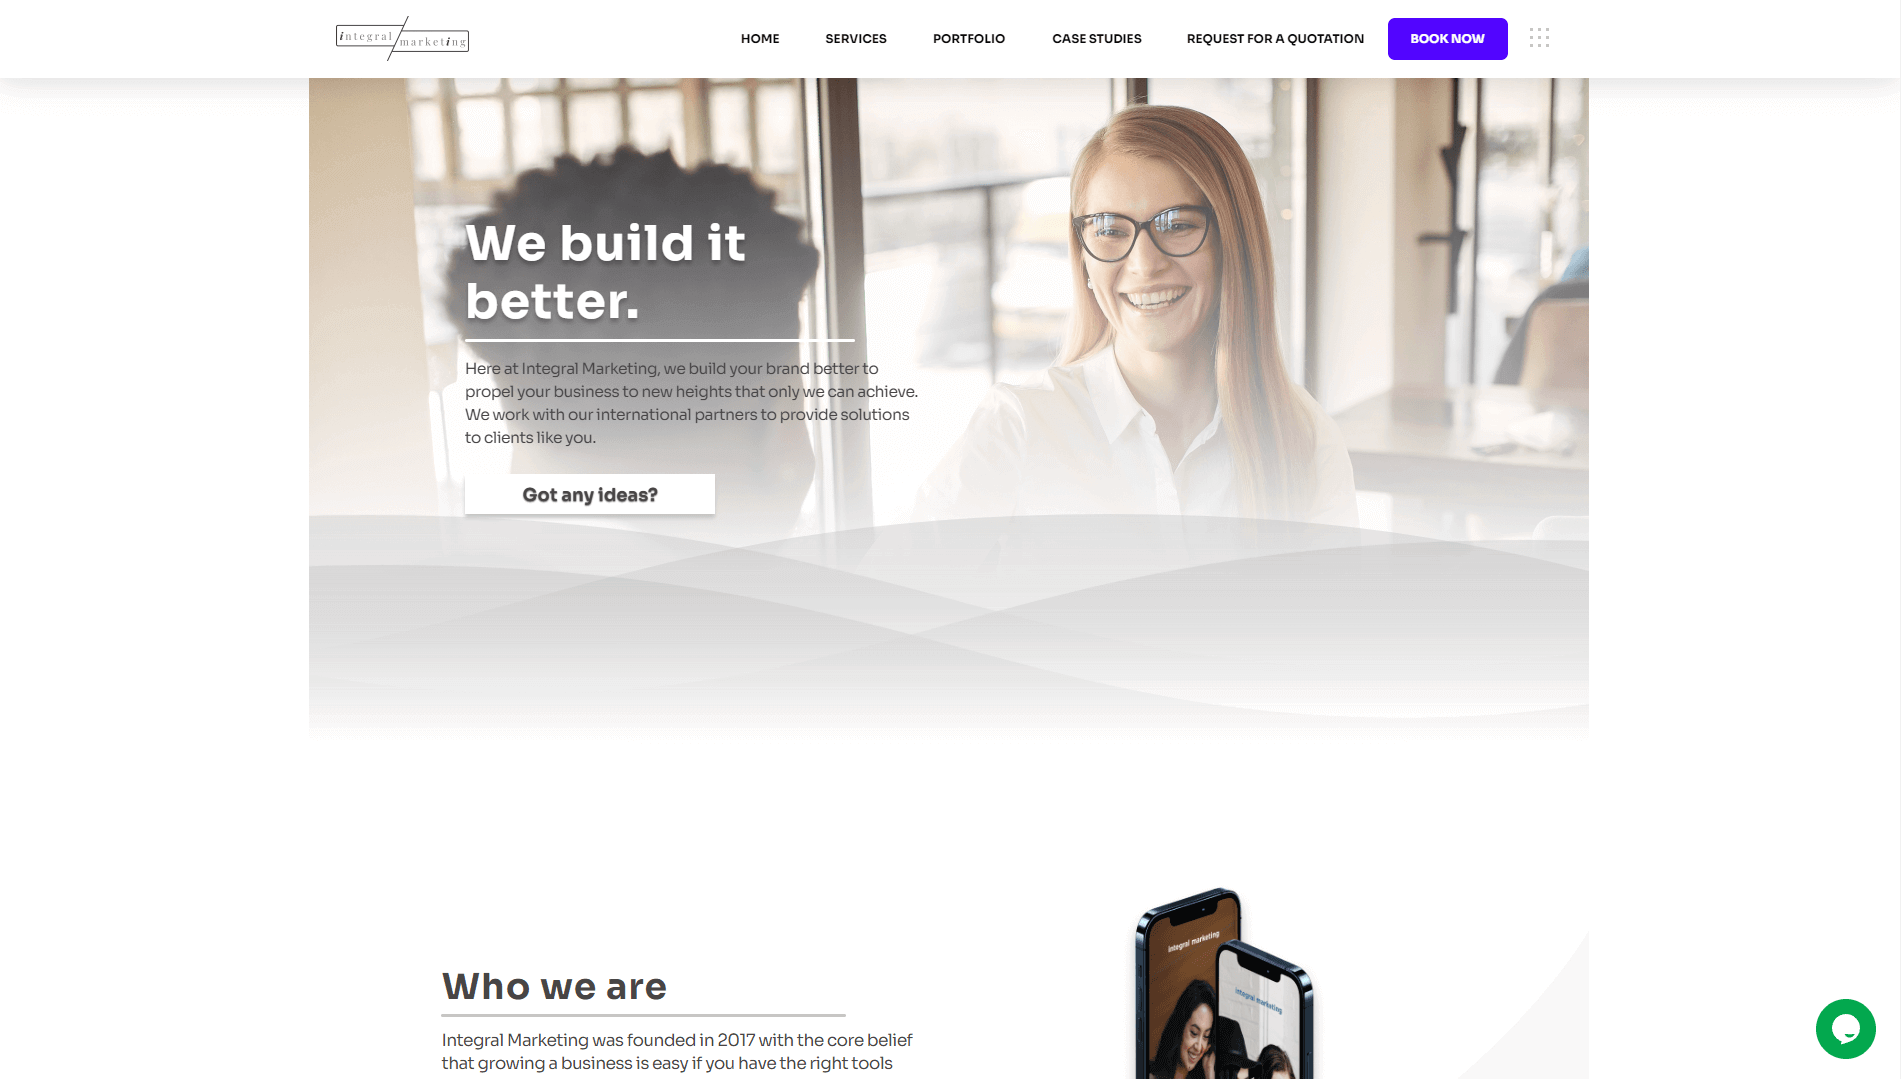 integral marketing
HOME
SERVICES
PORTFOLIO
CASE STUDIES
REQUEST FOR A QUOTATION
BOOK NOW
We build it
better.
Here at Integral Marketing, we build your brand better to
propel your business to new heights that only we can achieve.
We work with our international partners to provide solutions
to clients like you.
Got any ideas?
Who we are
Integral Marketing was founded in 2017 with the core belief
that growing a business is easy if you have the right tools
integral marketing
integral marketing